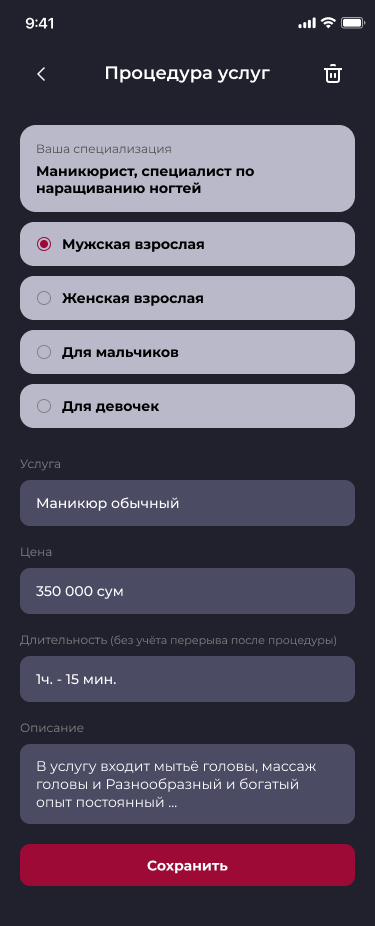 9:41
Процедура услуг
Ваша специализация
Маникюрист, специалист по
наращиванию ногтей
Мужская взрослая
Женская взрослая
Для мальчиков
Для девочек
Услуга
Маникюр обычный
Цена
350 000 сум
Длительность (без учёта перерыва после процедуры)
1ч. - 15 мин.
Описание
В услугу входит мытьё головы, массаж
головы и Разнообразный и богатый
опыт постоянный ...
Сохранить